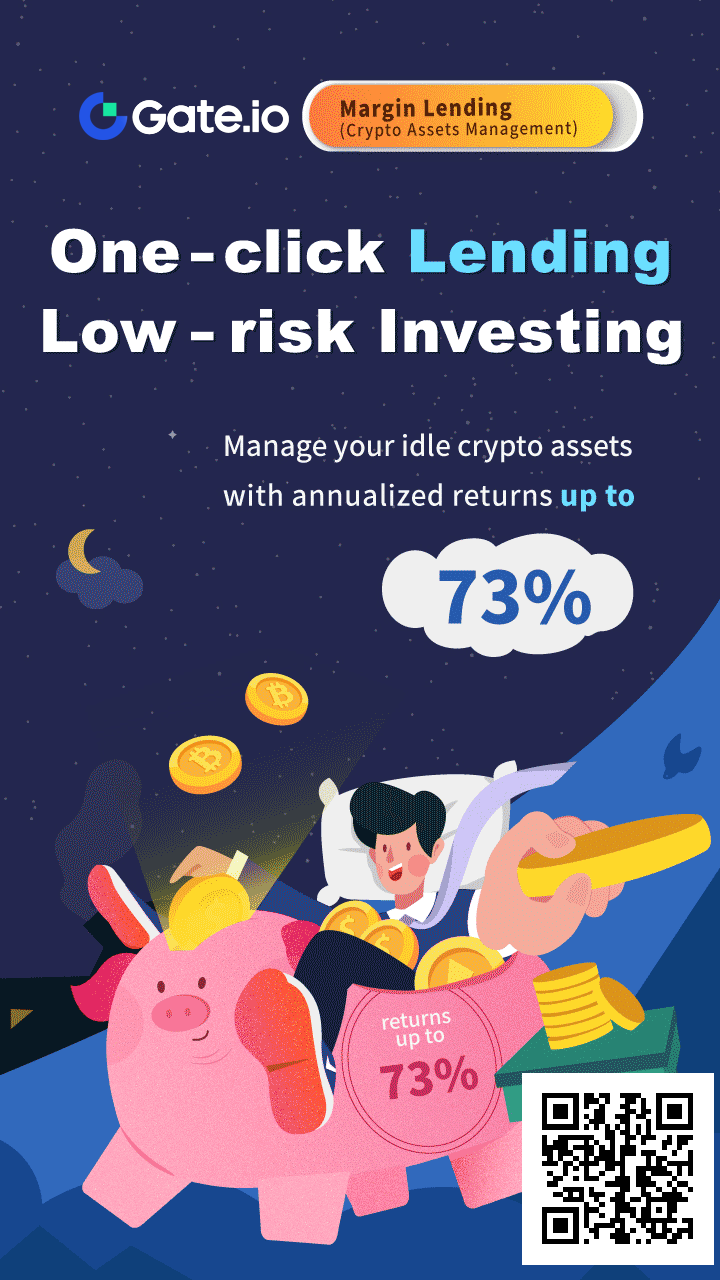 Gate.io
Margin Lending
(Crypto Assets Management)
One-click Lending
Low-risk Investing
Manage your idle crypto assets
with annualized returns up to
73%
returns
up to
73%